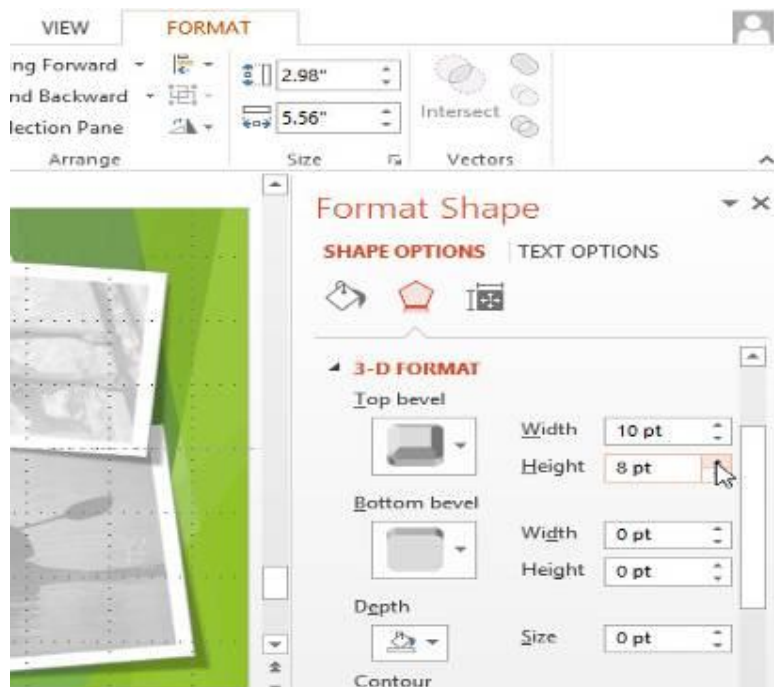 VIEW FORMAT
ng Forward
nd Backward
lection Pane
Arrange
2.98"
5.56"
Size
Intersect
Vectors
Format Shape
SHAPE OPTIONS TEXT OPTIONS
3-D FORMAT
Top bevel
Width 10 pt
Height 8 pt
Bottom bevel
Width 0 pt
Height 0 pt
Depth
Size 0 pt
Contour